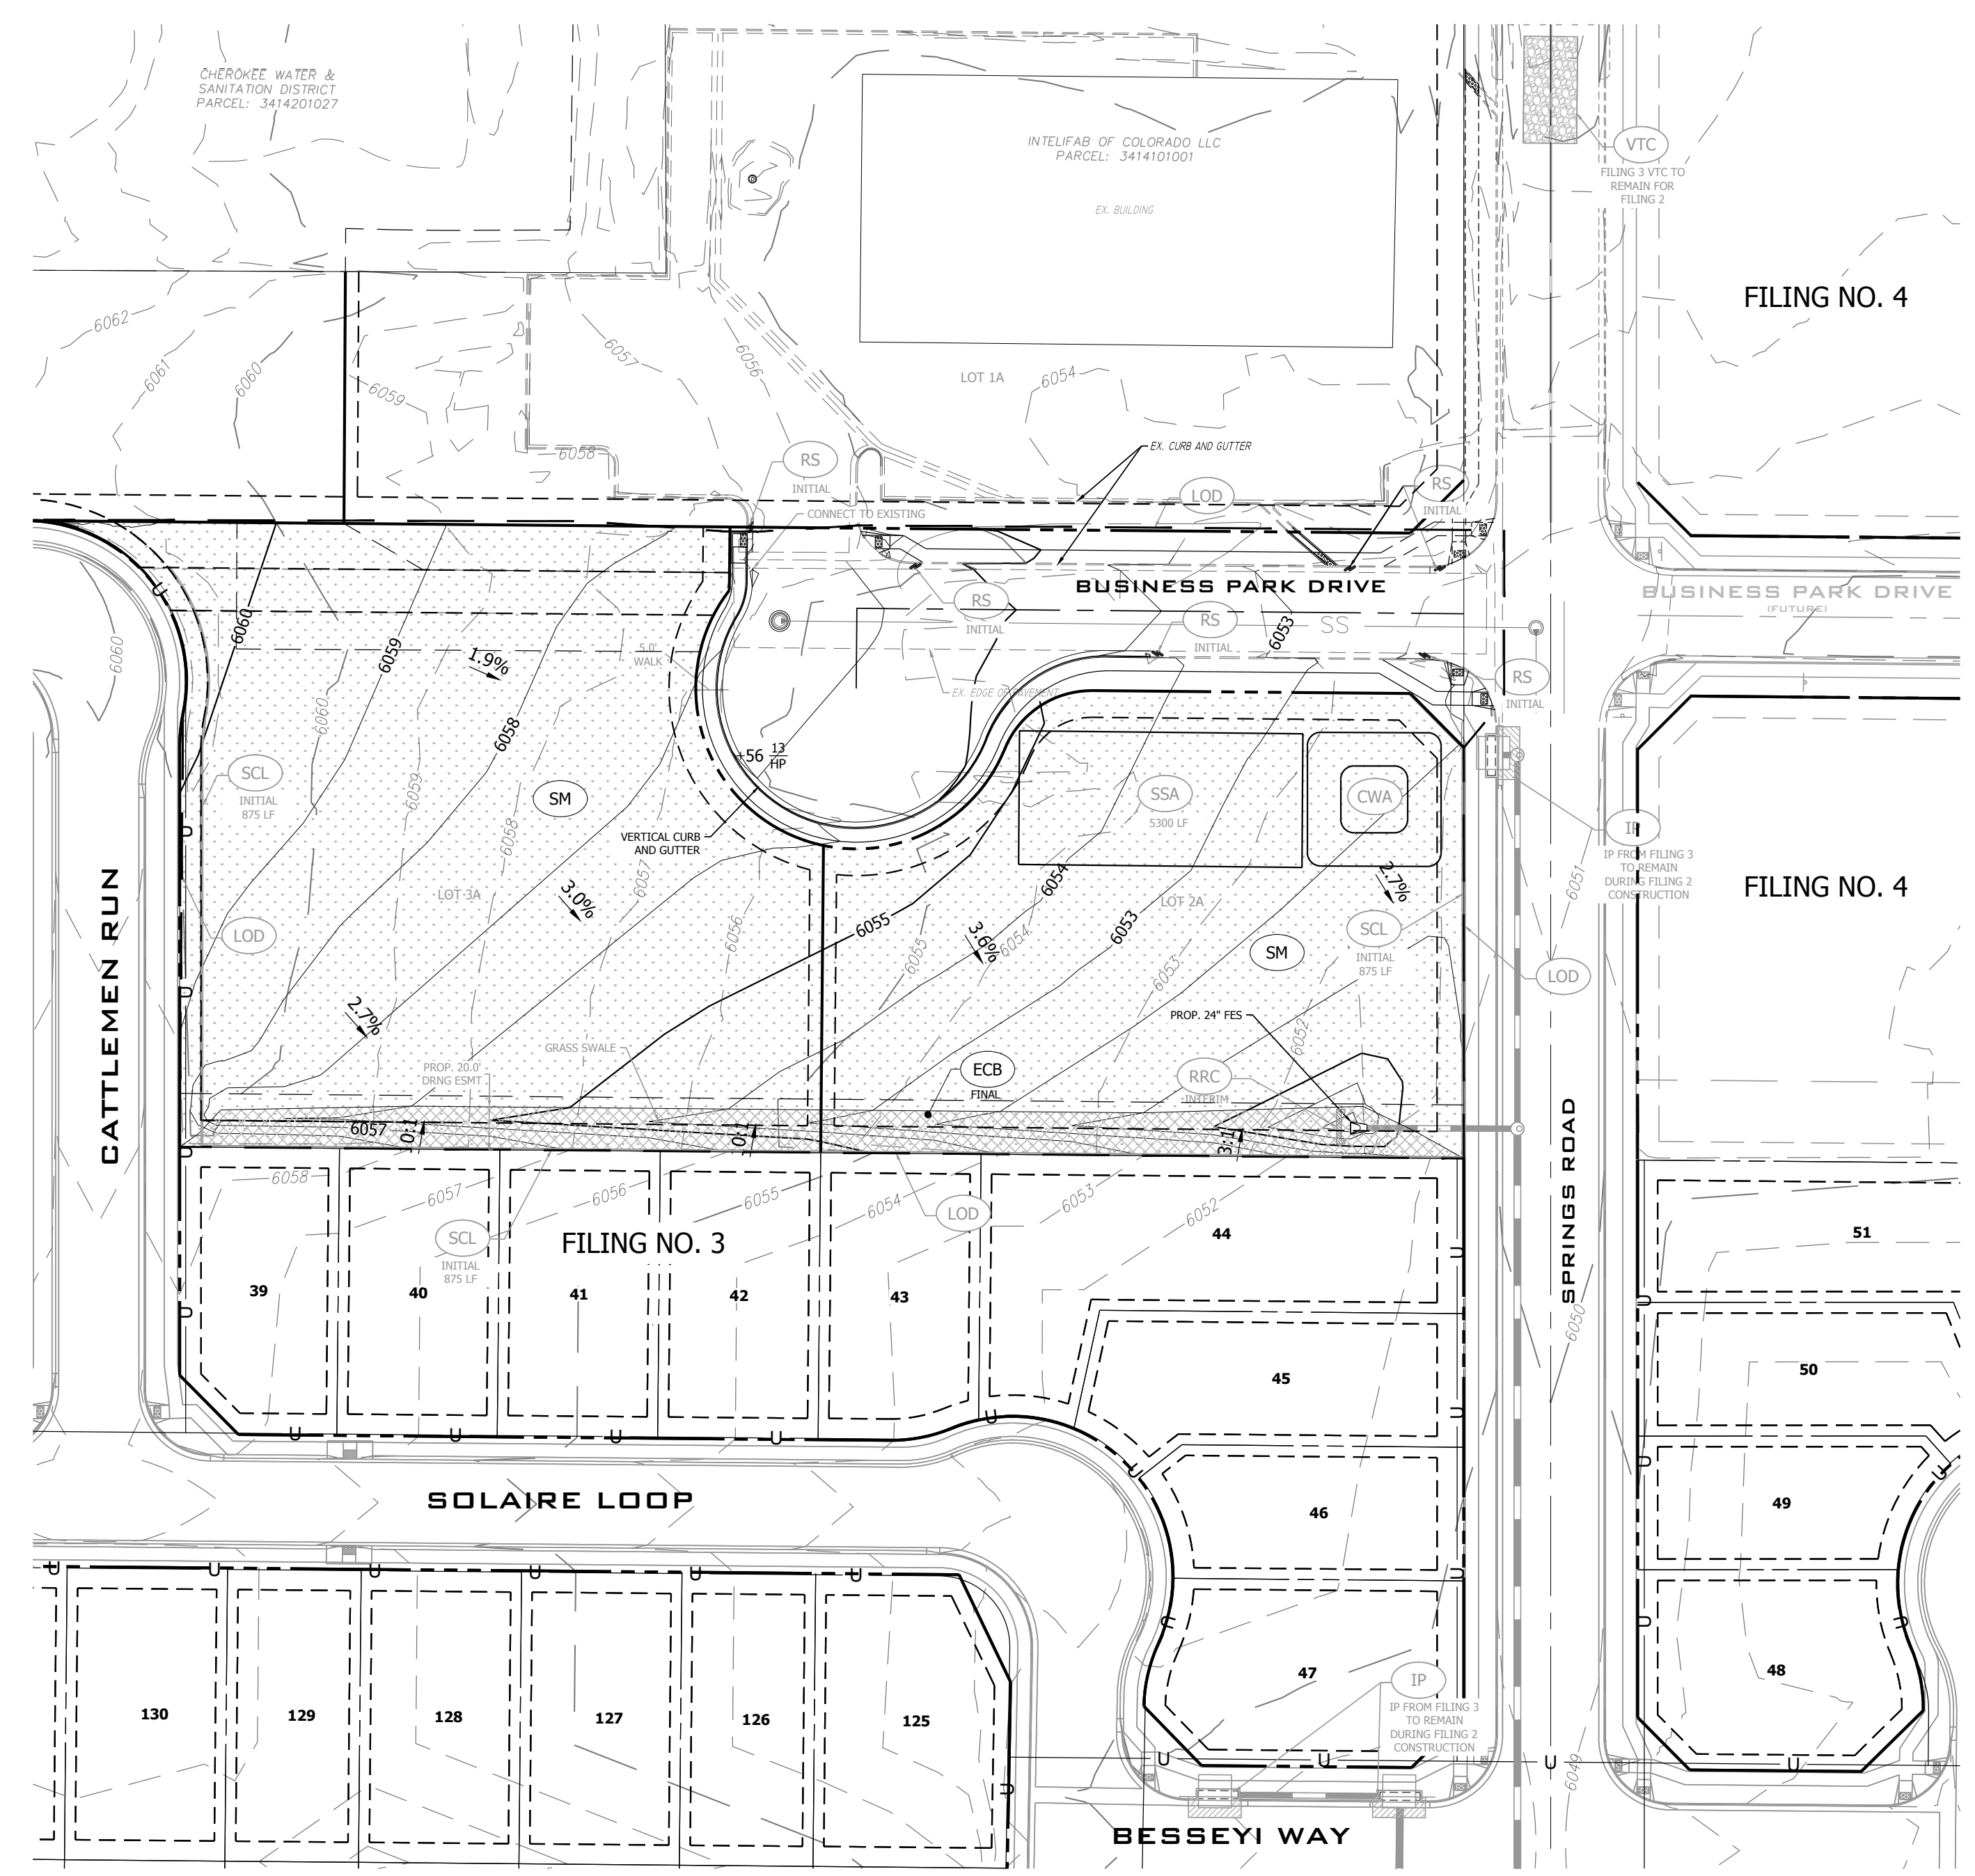 CHEROKEE WATER &
SANITATION DISTRICT
PARCEL: 3414201027
INTELIFAB OF COLORADO LLC
PARCEL: 3414101001
EX. BUILDING
VTC
FILING 3 VTC TO
REMAIN FOR
FILING 2
FILING NO. 4
6062
6061
6060
6059
6057
6056
6058
LOT 1A
6054
EX. CURB AND GUTTER
RS
INITIAL
LOD
RS
INITIAL
CONNECT TO EXISTING
BUSINESS PARK DRIVE
BUSINESS PARK DRIVE
(FUTURE)
RS
INITIAL
RS
INITIAL
6053
SS
6060
6060
6059
1.9%
5.0'
WALK
EX. EDGE OF PAVEMENT
RS
INITIAL
6060
6058
+56 13
HP
SCL
INITIAL
875 LF
SM
6059
6058
VERTICAL CURB
AND GUTTER
SSA
5300 LF
CWA
IP
IP FROM FILING 3
TO REMAIN
DURING FILING 2
CONSTRUCTION
6051
FILING NO. 4
6057
LOT 3A
3.0%
6056
6055
6054
LOT 2A
2.7%
6053
3.6%
6054
6055
SCL
INITIAL
875 LF
LOD
CATTLEMEN RUN
SM
6053
LOD
2.7%
PROP. 24" FES
6052
GRASS SWALE
PROP. 20.0'
DRNG ESMT
ECB
FINAL
RRC
INTERIM
6057
10:1
10:1
3:1
SPRINGS ROAD
6058
6057
6056
6055
6054
6053
6052
LOD
SCL
INITIAL
875 LF
FILING NO. 3
44
51
39
40
41
42
43
6050
45
50
SOLAIRE LOOP
46
49
47
48
IP
IP FROM FILING 3
TO REMAIN
DURING FILING 2
CONSTRUCTION
130
129
128
127
126
125
6049
BESSEYI WAY